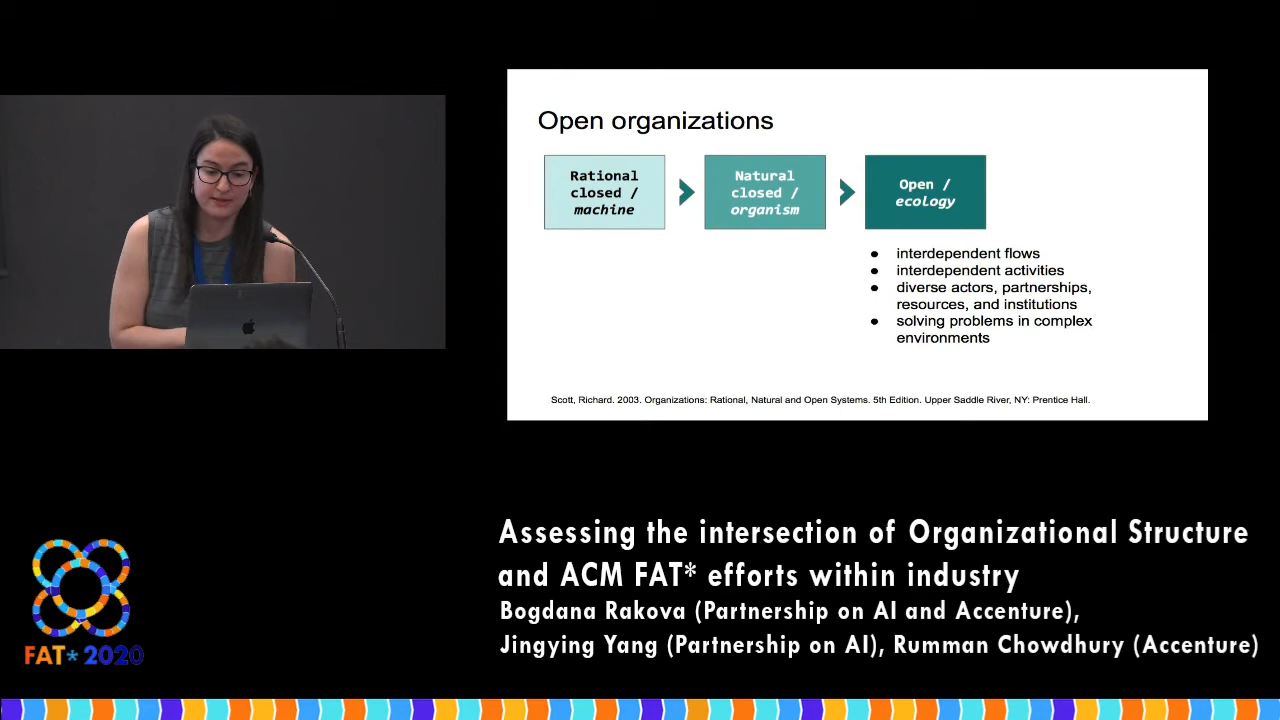 Open organizations
Rational
closed /
machine
Natural
closed /
organism
Open /
ecology
● interdependent flows
● interdependent activities
● diverse actors, partnerships,
resources, and institutions
● solving problems in complex
environments
Scott, Richard. 2003. Organizations: Rational, Natural and Open Systems. 5th Edition. Upper Saddle River, NY: Prentice Hall.
Assessing the intersection of Organizational Structure
and ACM FAT* efforts within industry
Bogdana Rakova (Partnership on AI and Accenture),
Jingying Yang (Partnership on AI), Rumman Chowdhury (Accenture)
FAT* 2020